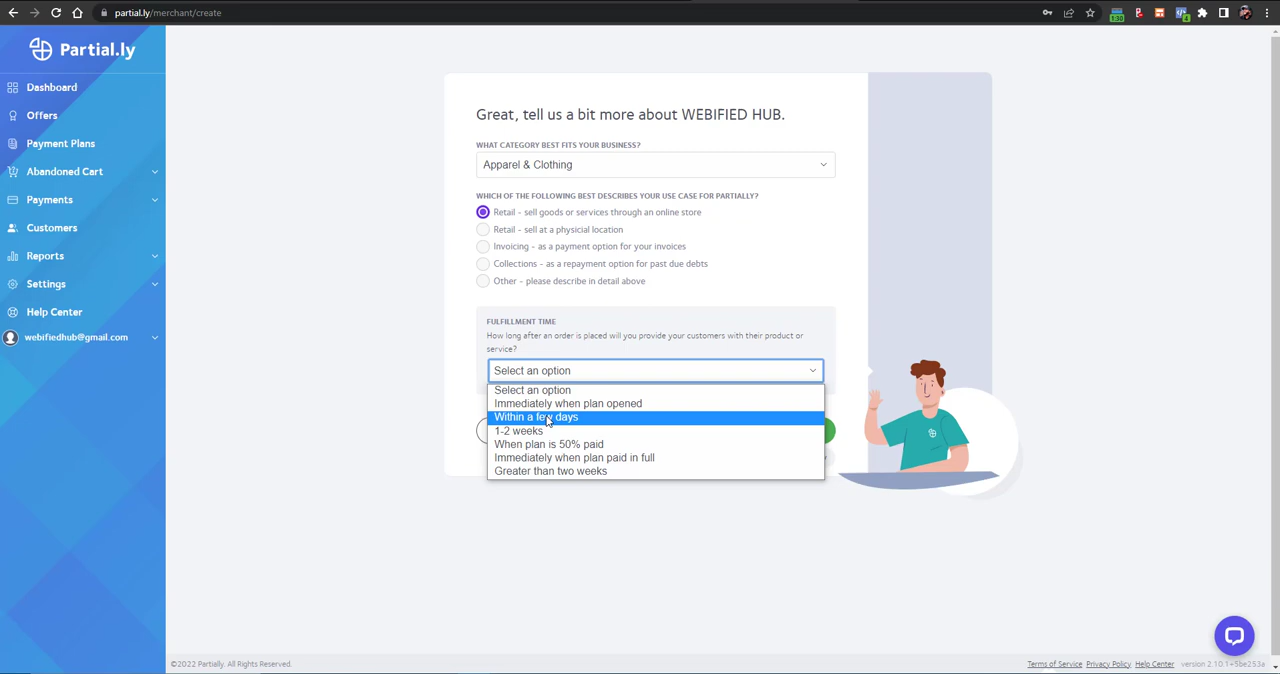 partial.ly/merchant/create
1:30
4
Partial.ly
Dashboard
Offers
Payment Plans
Abandoned Cart
Payments
Customers
Reports
Settings
Help Center
webifiedhub@gmail.com
Great, tell us a bit more about WEBIFIED HUB.
WHAT CATEGORY BEST FITS YOUR BUSINESS?
Apparel & Clothing
WHICH OF THE FOLLOWING BEST DESCRIBES YOUR USE CASE FOR PARTIALLY?
Retail - sell goods or services through an online store
Retail - sell at a physicial location
Invoicing - as a payment option for your invoices
Collections - as a repayment option for past due debts
Other - please describe in detail above
FULFILLMENT TIME
How long after an order is placed will you provide your customers with their product or
service?
Select an option
Select an option
Immediately when plan opened
Within a few days
1-2 weeks
When plan is 50% paid
Immediately when plan paid in full
Greater than two weeks
©2022 Partially. All Rights Reserved.
Terms of Service Privacy Policy Help Center version 2.10.1+5be253a